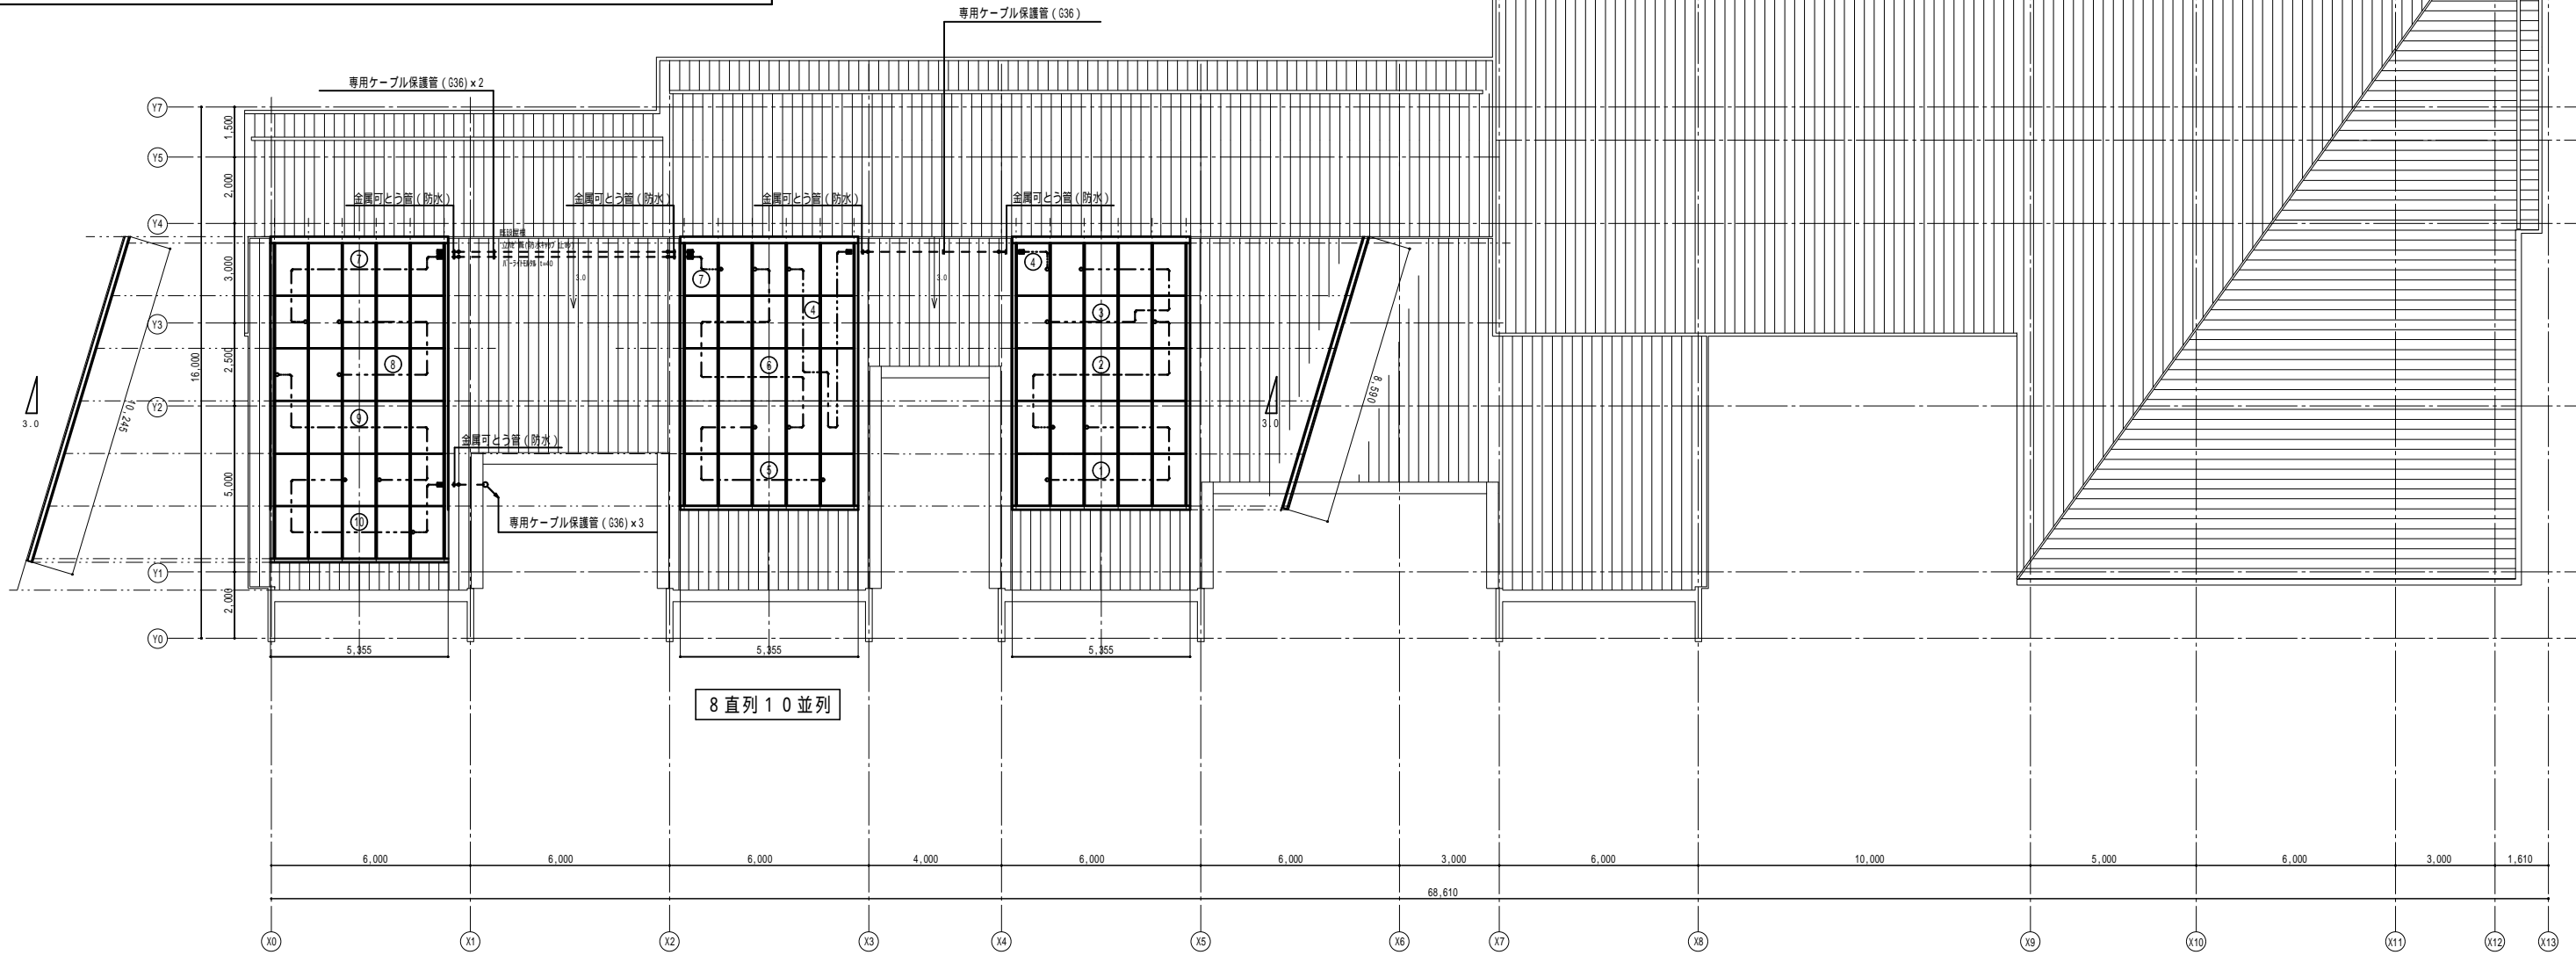 専用ケーブル保護管（G36）
専用ケーブル保護管（G36）×2
Y7
1,500
Y5
2,000
金属可とう管（防水）
金属可とう管（防水）
金属可とう管（防水）
金属可とう管（防水）
Y4
既設屋根
3,000
3.0
3.0
⑦
⑦
④
④
③
Y3
16,000
2,500
⑧
⑥
②
8,590
3.0
10,245
3.0
Y2
⑨
金属可とう管（防水）
5,000
⑤
①
⑩
専用ケーブル保護管（G36）×3
Y1
2,000
Y0
5,355
5,355
5,355
8直列10並列
6,000
6,000
6,000
4,000
6,000
6,000
3,000
6,000
10,000
5,000
6,000
3,000
1,610
68,610
X0
X1
X2
X3
X4
X5
X6
X7
X8
X9
X10
X11
X12
X13